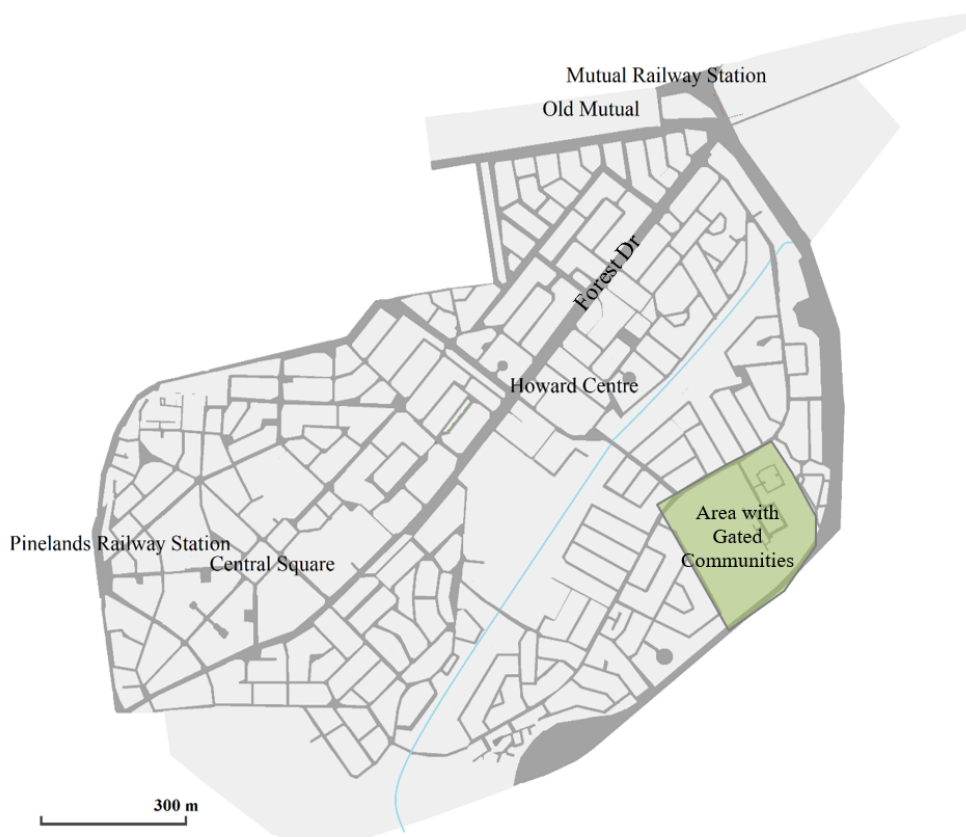 Mutual Railway Station
Old Mutual
Forest Dr
Howard Centre
Area with
Gated
Communities
Pinelands Railway Station
Central Square
300 m